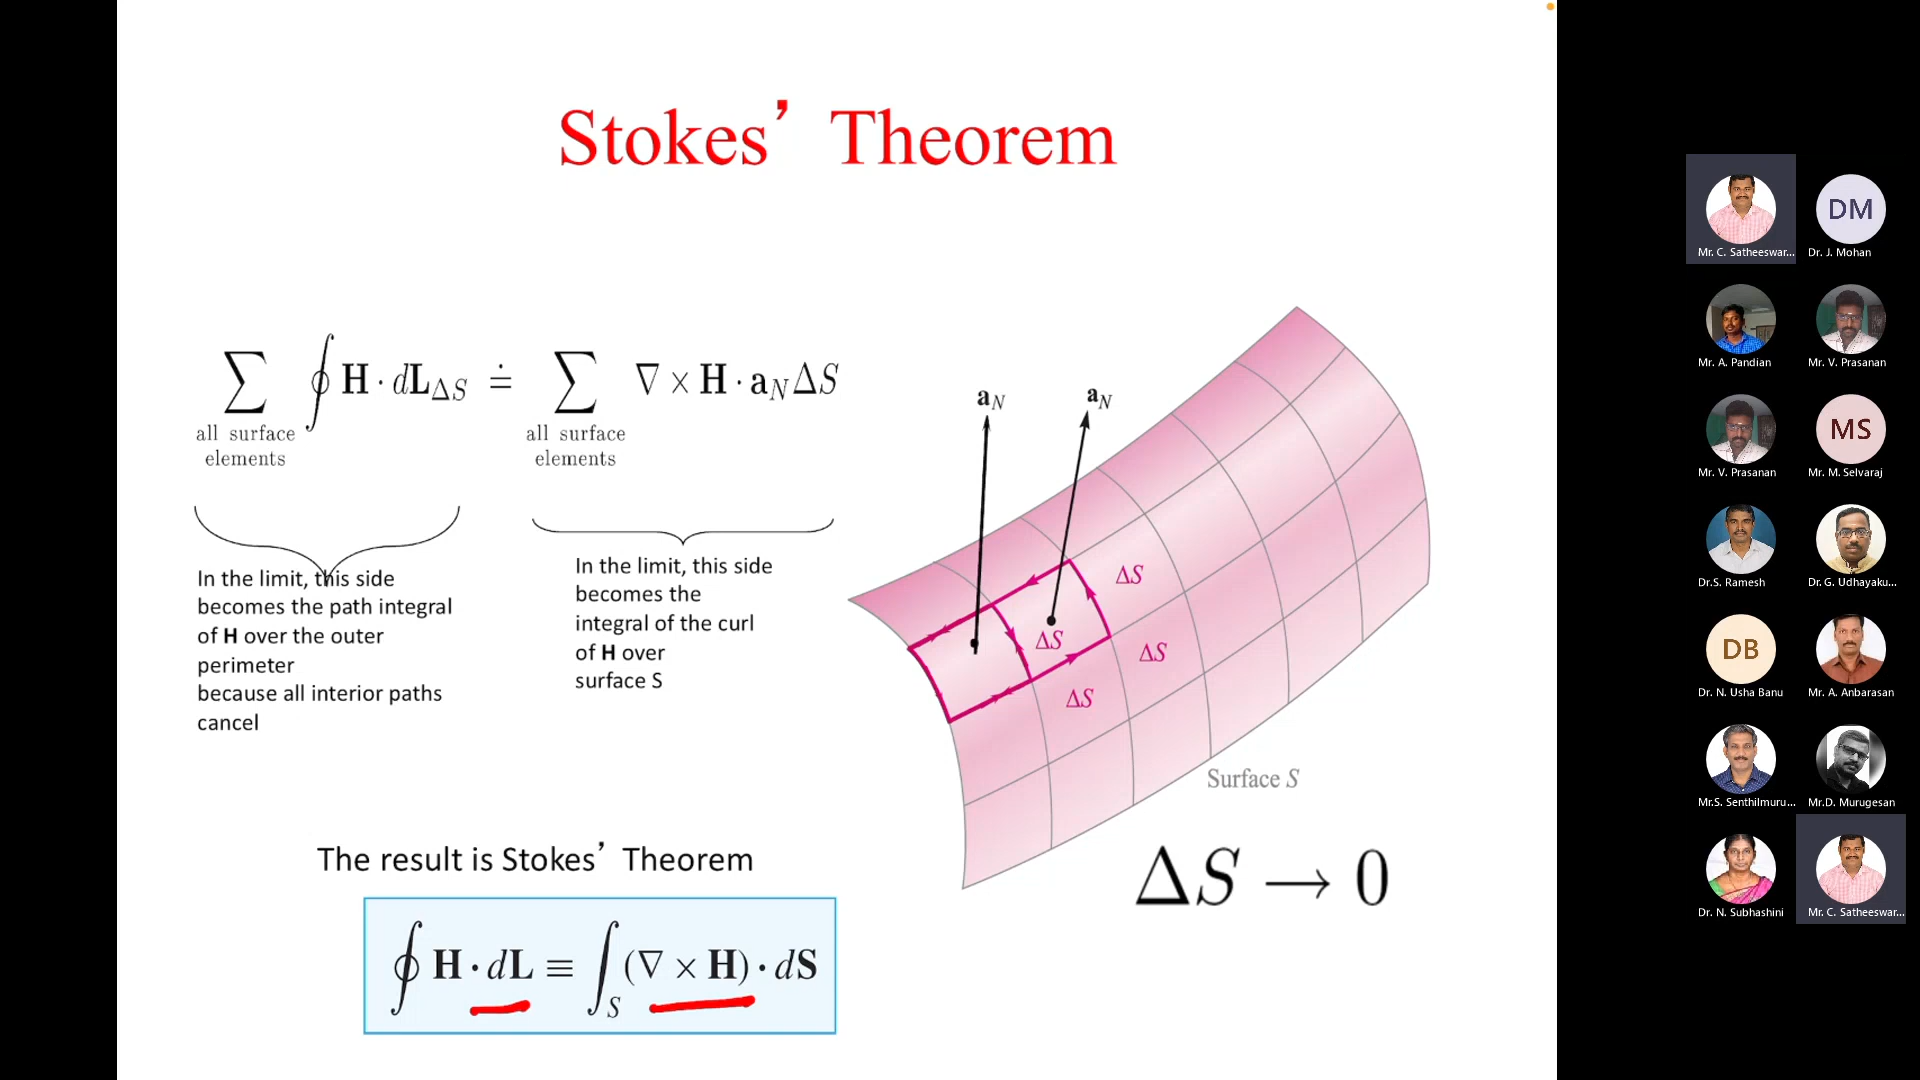 Stokes’ Theorem
∑ ∮ H · dL_ΔS ≐ ∑ ∇ × H · a_N ΔS
all surface elements
all surface elements
In the limit, this side
becomes the path integral
of H over the outer
perimeter
because all interior paths
cancel
In the limit, this side
becomes the
integral of the curl
of H over
surface S
a_N
a_N
ΔS
ΔS
ΔS
ΔS
Surface S
ΔS → 0
The result is Stokes’ Theorem
∮ H · dL ≡ ∫_S (∇ × H) · dS
Mr. C. Satheeswar...
DM
Dr. J. Mohan
Mr. A. Pandian
Mr. V. Prasanan
Mr. V. Prasanan
MS
Mr. M. Selvaraj
Dr.S. Ramesh
Dr. G. Udhayaku...
DB
Dr. N. Usha Banu
Mr. A. Anbarasan
Mr.S. Senthilmuru...
Mr.D. Murugesan
Dr. N. Subhashini
Mr. C. Satheeswar...